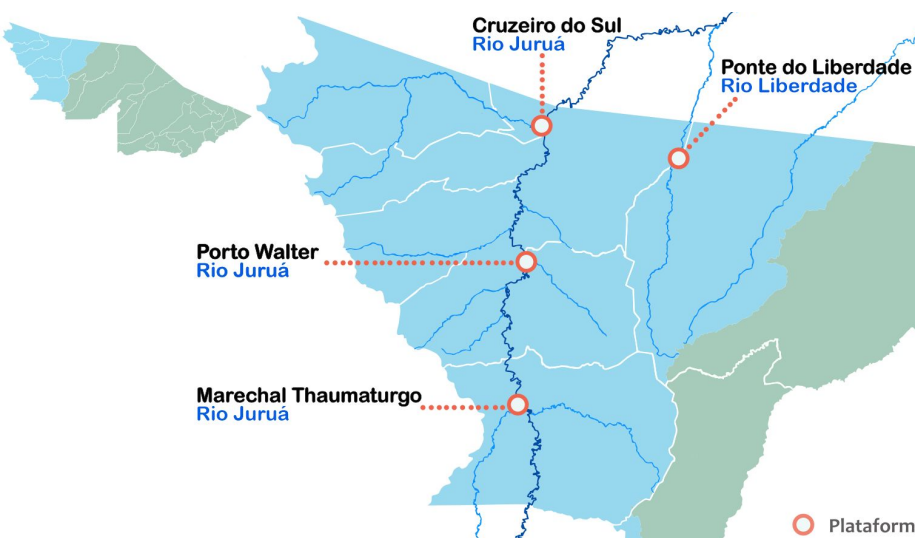 Cruzeiro do Sul
Rio Juruá
Ponte do Liberdade
Rio Liberdade
Porto Walter
Rio Juruá
Marechal Thaumaturgo
Rio Juruá
Plataform